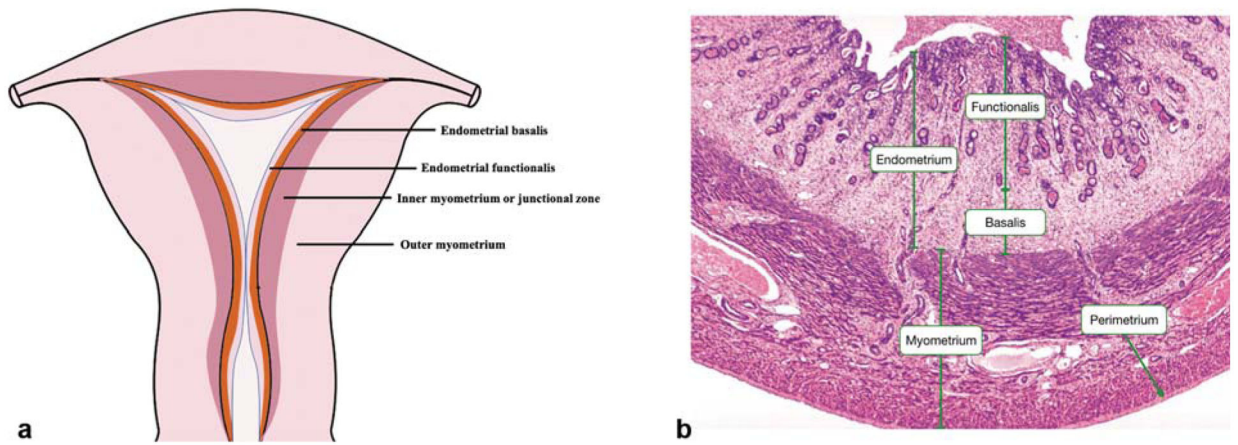 Endometrial basalis
Endometrial functionalis
Inner myometrium or junctional zone
Outer myometrium
a
Functionalis
Endometrium
Basalis
Myometrium
Perimetrium
b